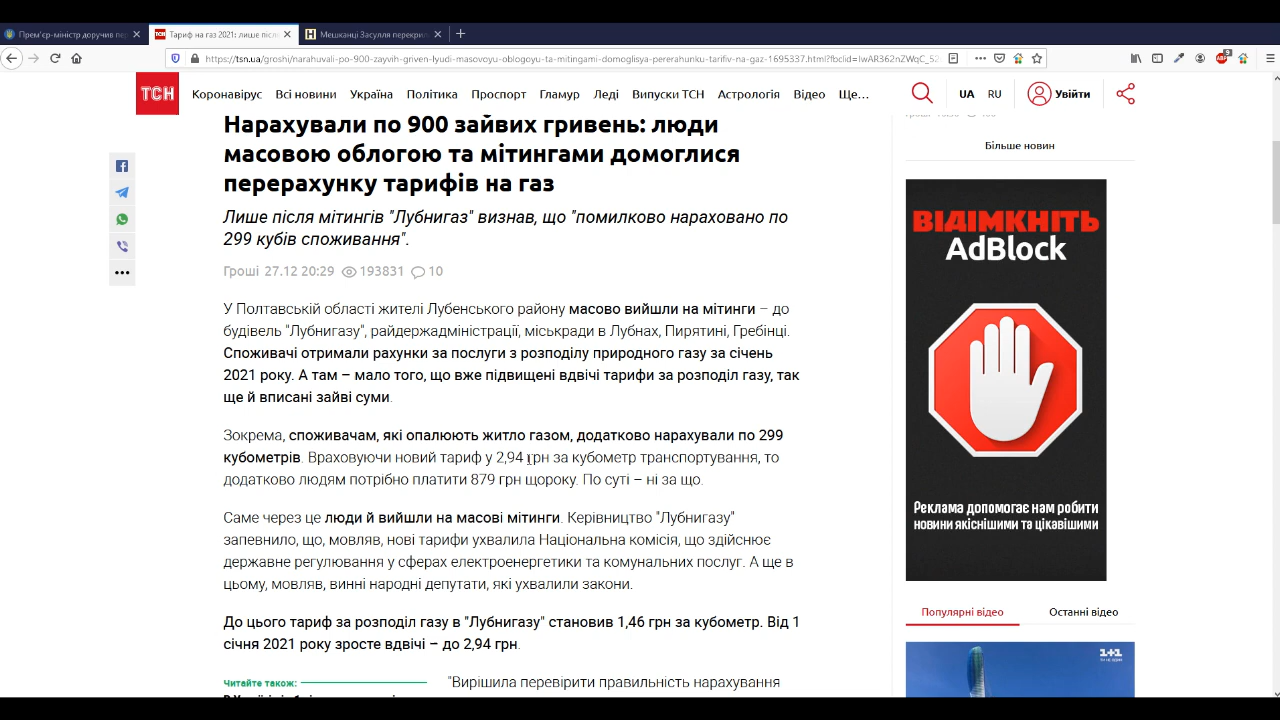 Прем'єр-міністр доручив пер
Тариф на газ 2021: лише післ
Мешканці Засулля перекрил
https://tsn.ua/groshi/narahuvali-po-900-zayvih-griven-lyudi-masovoyu-oblogoyu-ta-mitingami-domoglisya-pererahunku-tarifiv-na-gaz-1695337.html?fbclid=IwAR362nZWqC_5
ТСН
Коронавірус Всі новини Україна Політика Проспорт Гламур Леді Випуски ТСН Астрологія Відео Ще... UA RU Увійти
Нарахували по 900 зайвих гривень: люди
масовою облогою та мітингами домоглися
перерахунку тарифів на газ
Лише після мітингів "Лубнигаз" визнав, що "помилково нараховано по
299 кубів споживання".
Гроші 27.12 20:29 193831 10
У Полтавській області жителі Лубенського району масово вийшли на мітинги – до
будівель "Лубнигазу", райдержадміністрації, міськради в Лубнах, Пирятині, Гребінці.
Споживачі отримали рахунки за послуги з розподілу природного газу за січень
2021 року. А там – мало того, що вже підвищені вдвічі тарифи за розподіл газу, так
ще й вписані зайві суми.
Зокрема, споживачам, які опалюють житло газом, додатково нарахували по 299
кубометрів. Враховуючи новий тариф у 2,94 грн за кубометр транспортування, то
додатково людям потрібно платити 879 грн щороку. По суті – ні за що.
Саме через це люди й вийшли на масові мітинги. Керівництво "Лубнигазу"
запевнило, що, мовляв, нові тарифи ухвалила Національна комісія, що здійснює
державне регулювання у сферах електроенергетики та комунальних послуг. А ще в
цьому, мовляв, винні народні депутати, які ухвалили закони.
До цього тариф за розподіл газу в "Лубнигазу" становив 1,46 грн за кубометр. Від 1
січня 2021 року зросте вдвічі – до 2,94 грн.
Читайте також:
"Вирішила перевірити правильність нарахування
Більше новин
ВІДІМКНІТЬ
AdBlock
Реклама допомогає нам робити
новини якіснішими та цікавішими
Популярні відео Останні відео
1+1